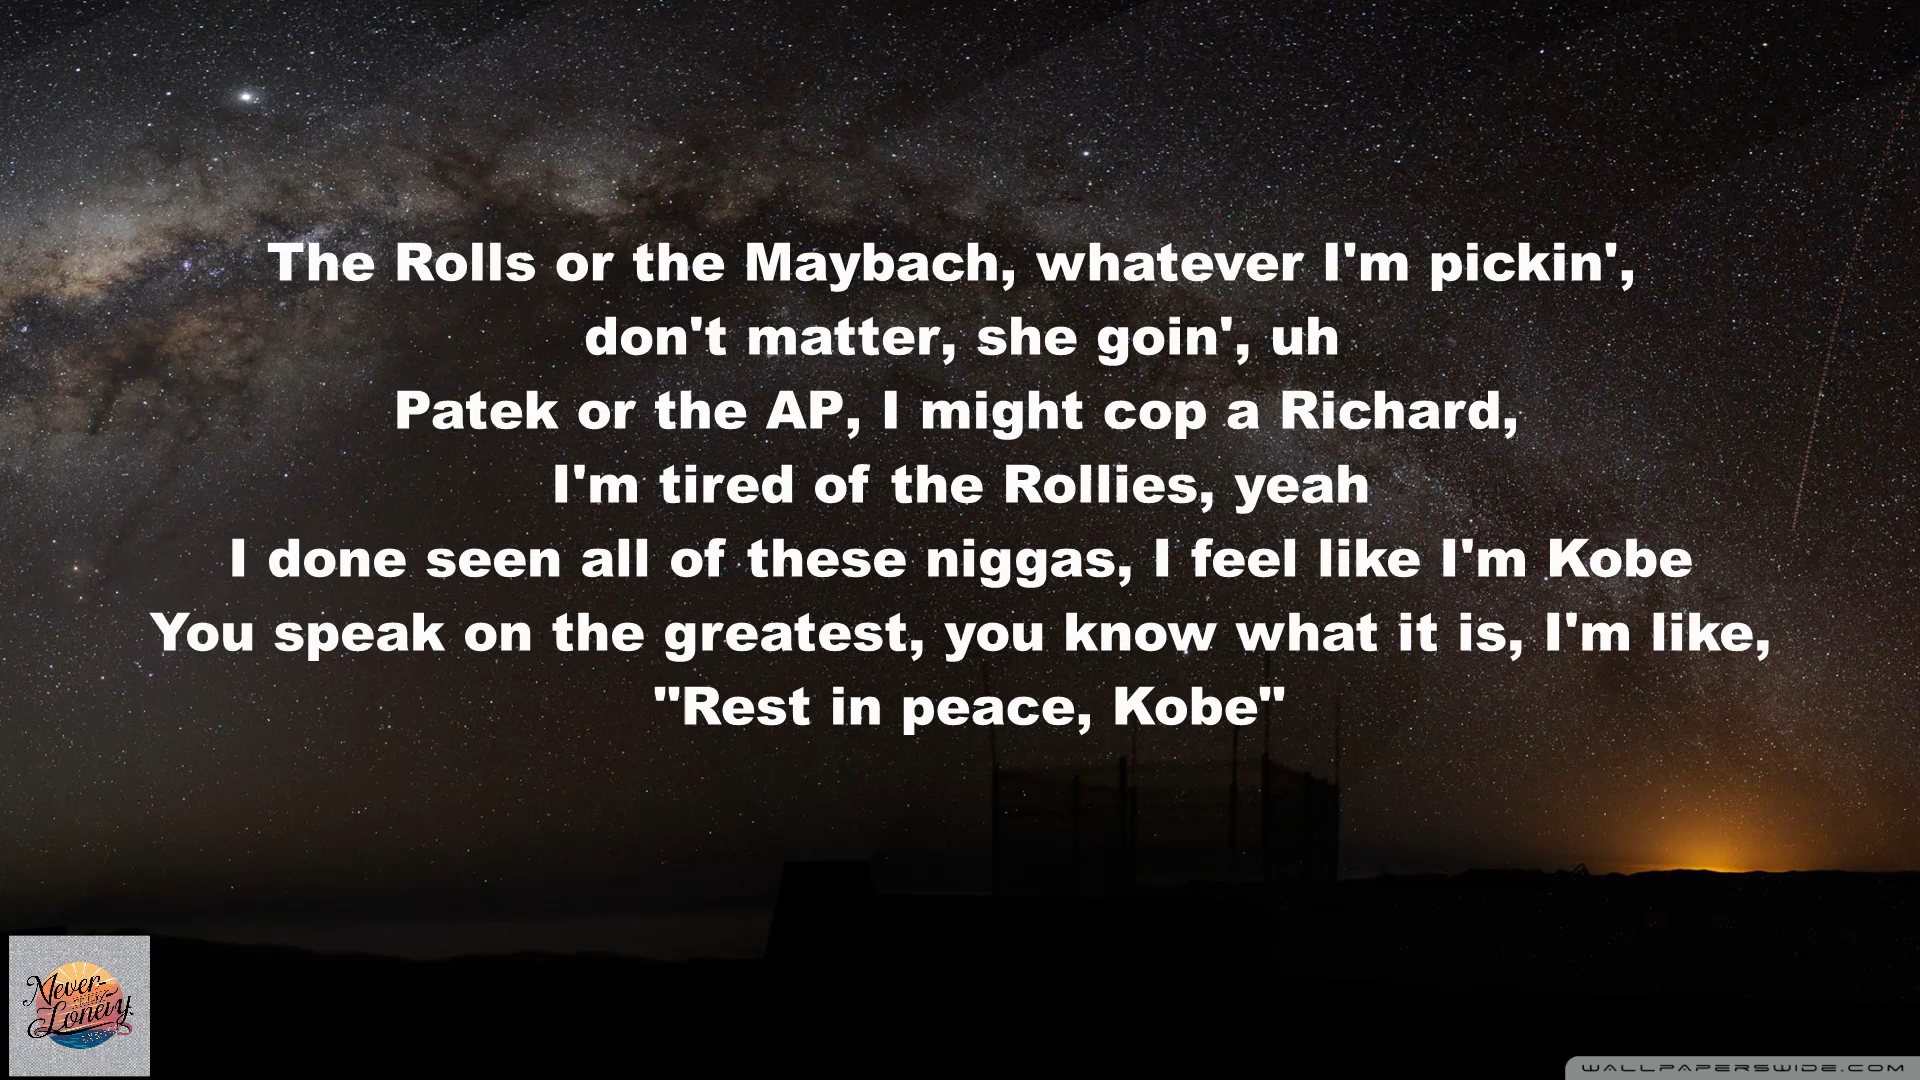 The Rolls or the Maybach, whatever I'm pickin',
don't matter, she goin', uh
Patek or the AP, I might cop a Richard,
I'm tired of the Rollies, yeah
I done seen all of these niggas, I feel like I'm Kobe
You speak on the greatest, you know what it is, I'm like,
"Rest in peace, Kobe"
Never
WALLPAPERSWIDE.COM